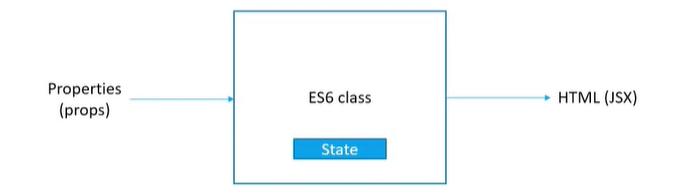 Properties
(props)
ES6 class
State
HTML (JSX)